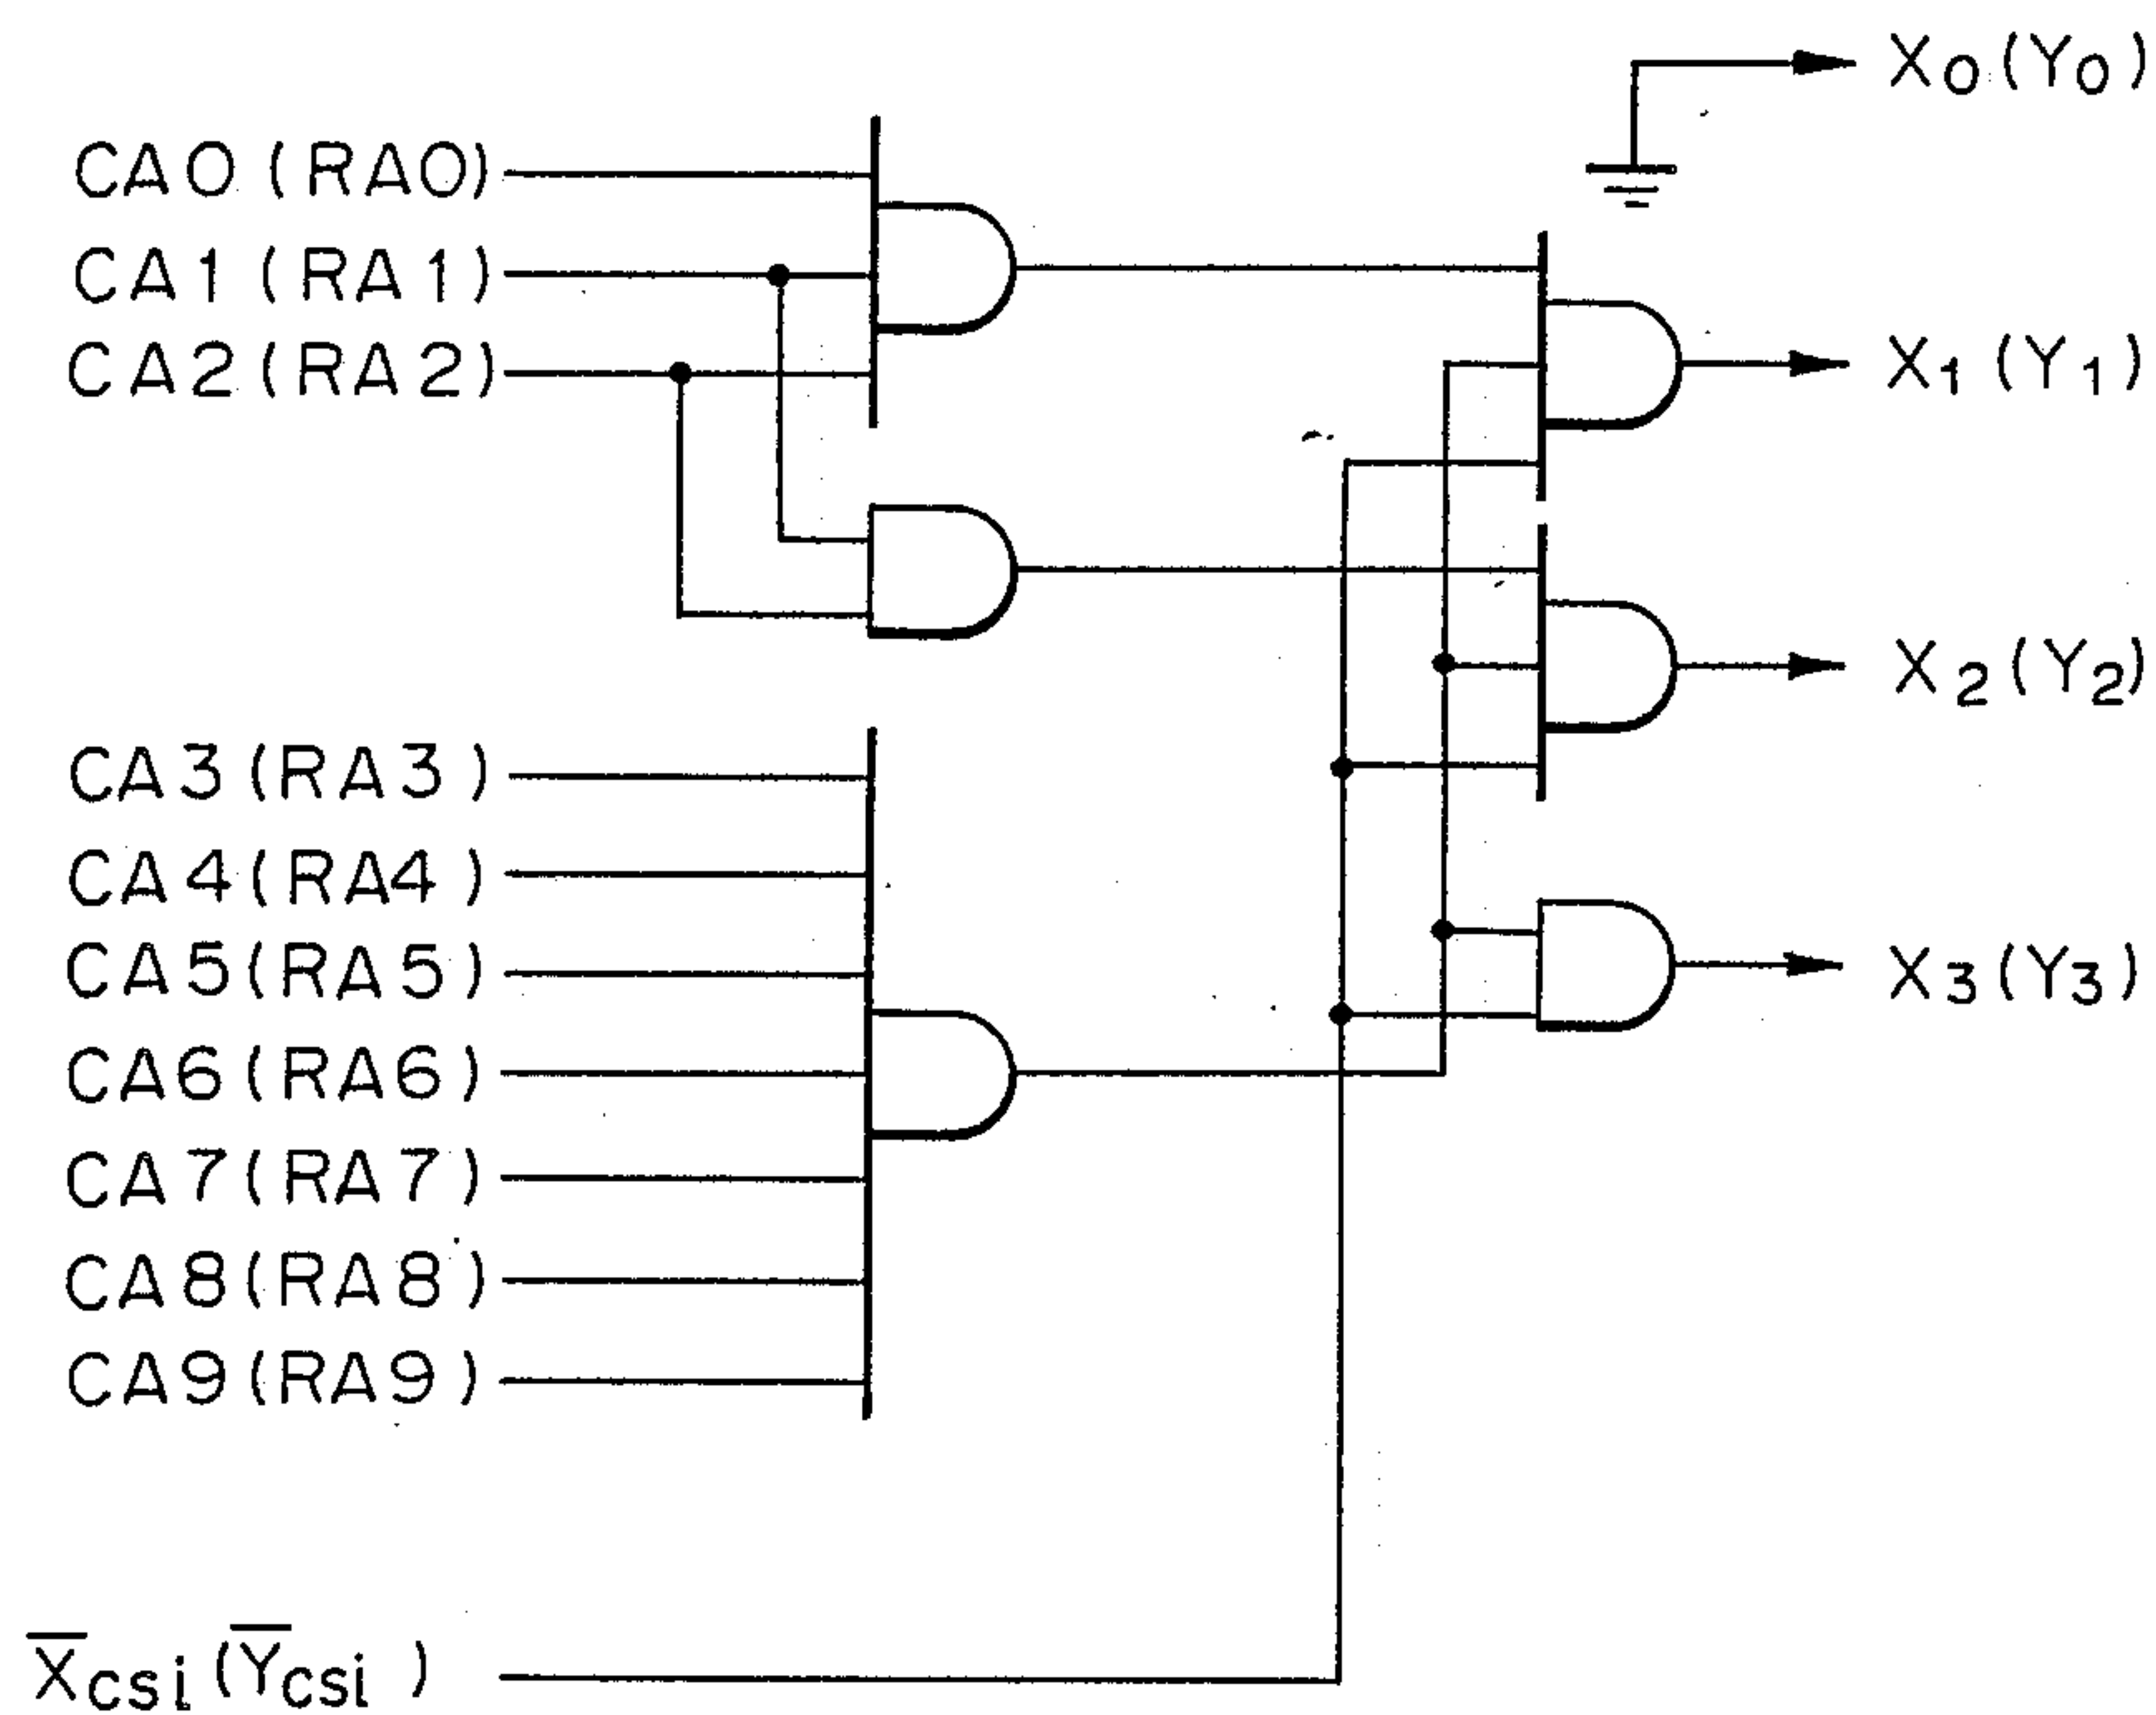 CA0 (RA0)
CA1 (RA1)
CA2 (RA2)
CA3 (RA3)
CA4 (RA4)
CA5 (RA5)
CA6 (RA6)
CA7 (RA7)
CA8 (RA8)
CA9 (RA9)
X̅csi (Y̅csi)
X0 (Y0)
X1 (Y1)
X2 (Y2)
X3 (Y3)